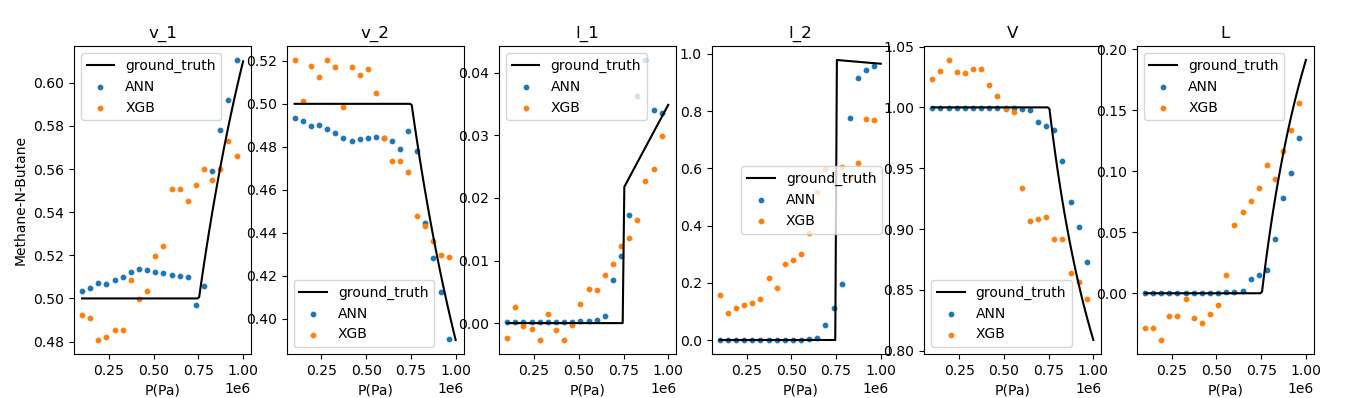 v_1
v_2
l_1
l_2
V
L
Methane-N-Butane
0.60
0.58
0.56
0.54
0.52
0.50
0.48
ground_truth
ANN
XGB
0.25
0.50
0.75
1.00
1e6
P(Pa)
0.52
0.50
0.48
0.46
0.44
0.42
0.40
ground_truth
ANN
XGB
0.25
0.50
0.75
1.00
1e6
P(Pa)
0.04
0.03
0.02
0.01
0.00
ground_truth
ANN
XGB
0.25
0.50
0.75
1.00
1e6
P(Pa)
1.0
0.8
0.6
0.4
0.2
0.0
ground_truth
ANN
XGB
0.25
0.50
0.75
1.00
1e6
P(Pa)
1.05
1.00
0.95
0.90
0.85
0.80
ground_truth
ANN
XGB
0.25
0.50
0.75
1.00
1e6
P(Pa)
0.20
0.15
0.10
0.05
0.00
ground_truth
ANN
XGB
0.25
0.50
0.75
1.00
1e6
P(Pa)